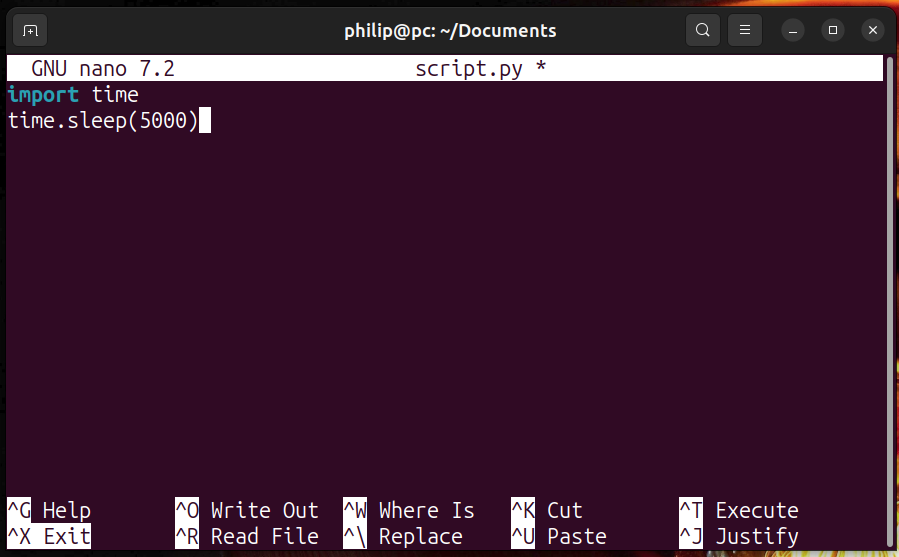 philip@pc: ~/Documents
GNU nano 7.2 script.py *
import time
time.sleep(5000)
^G Help ^O Write Out ^W Where Is ^K Cut ^T Execute
^X Exit ^R Read File ^\ Replace ^U Paste ^J Justify